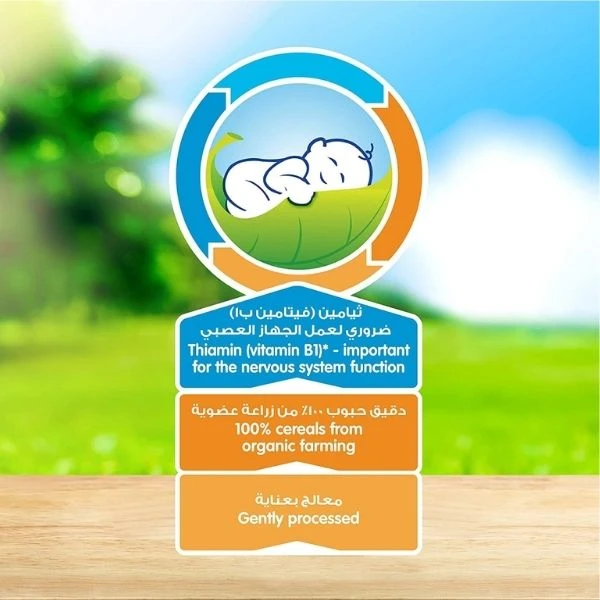 ثيامين (فيتامين ب١)
ضروري لعمل الجهاز العصبي
Thiamin (vitamin B1)* - important
for the nervous system function
دقيق حبوب ١٠٠٪ من زراعة عضوية
100% cereals from
organic farming
معالج بعناية
Gently processed